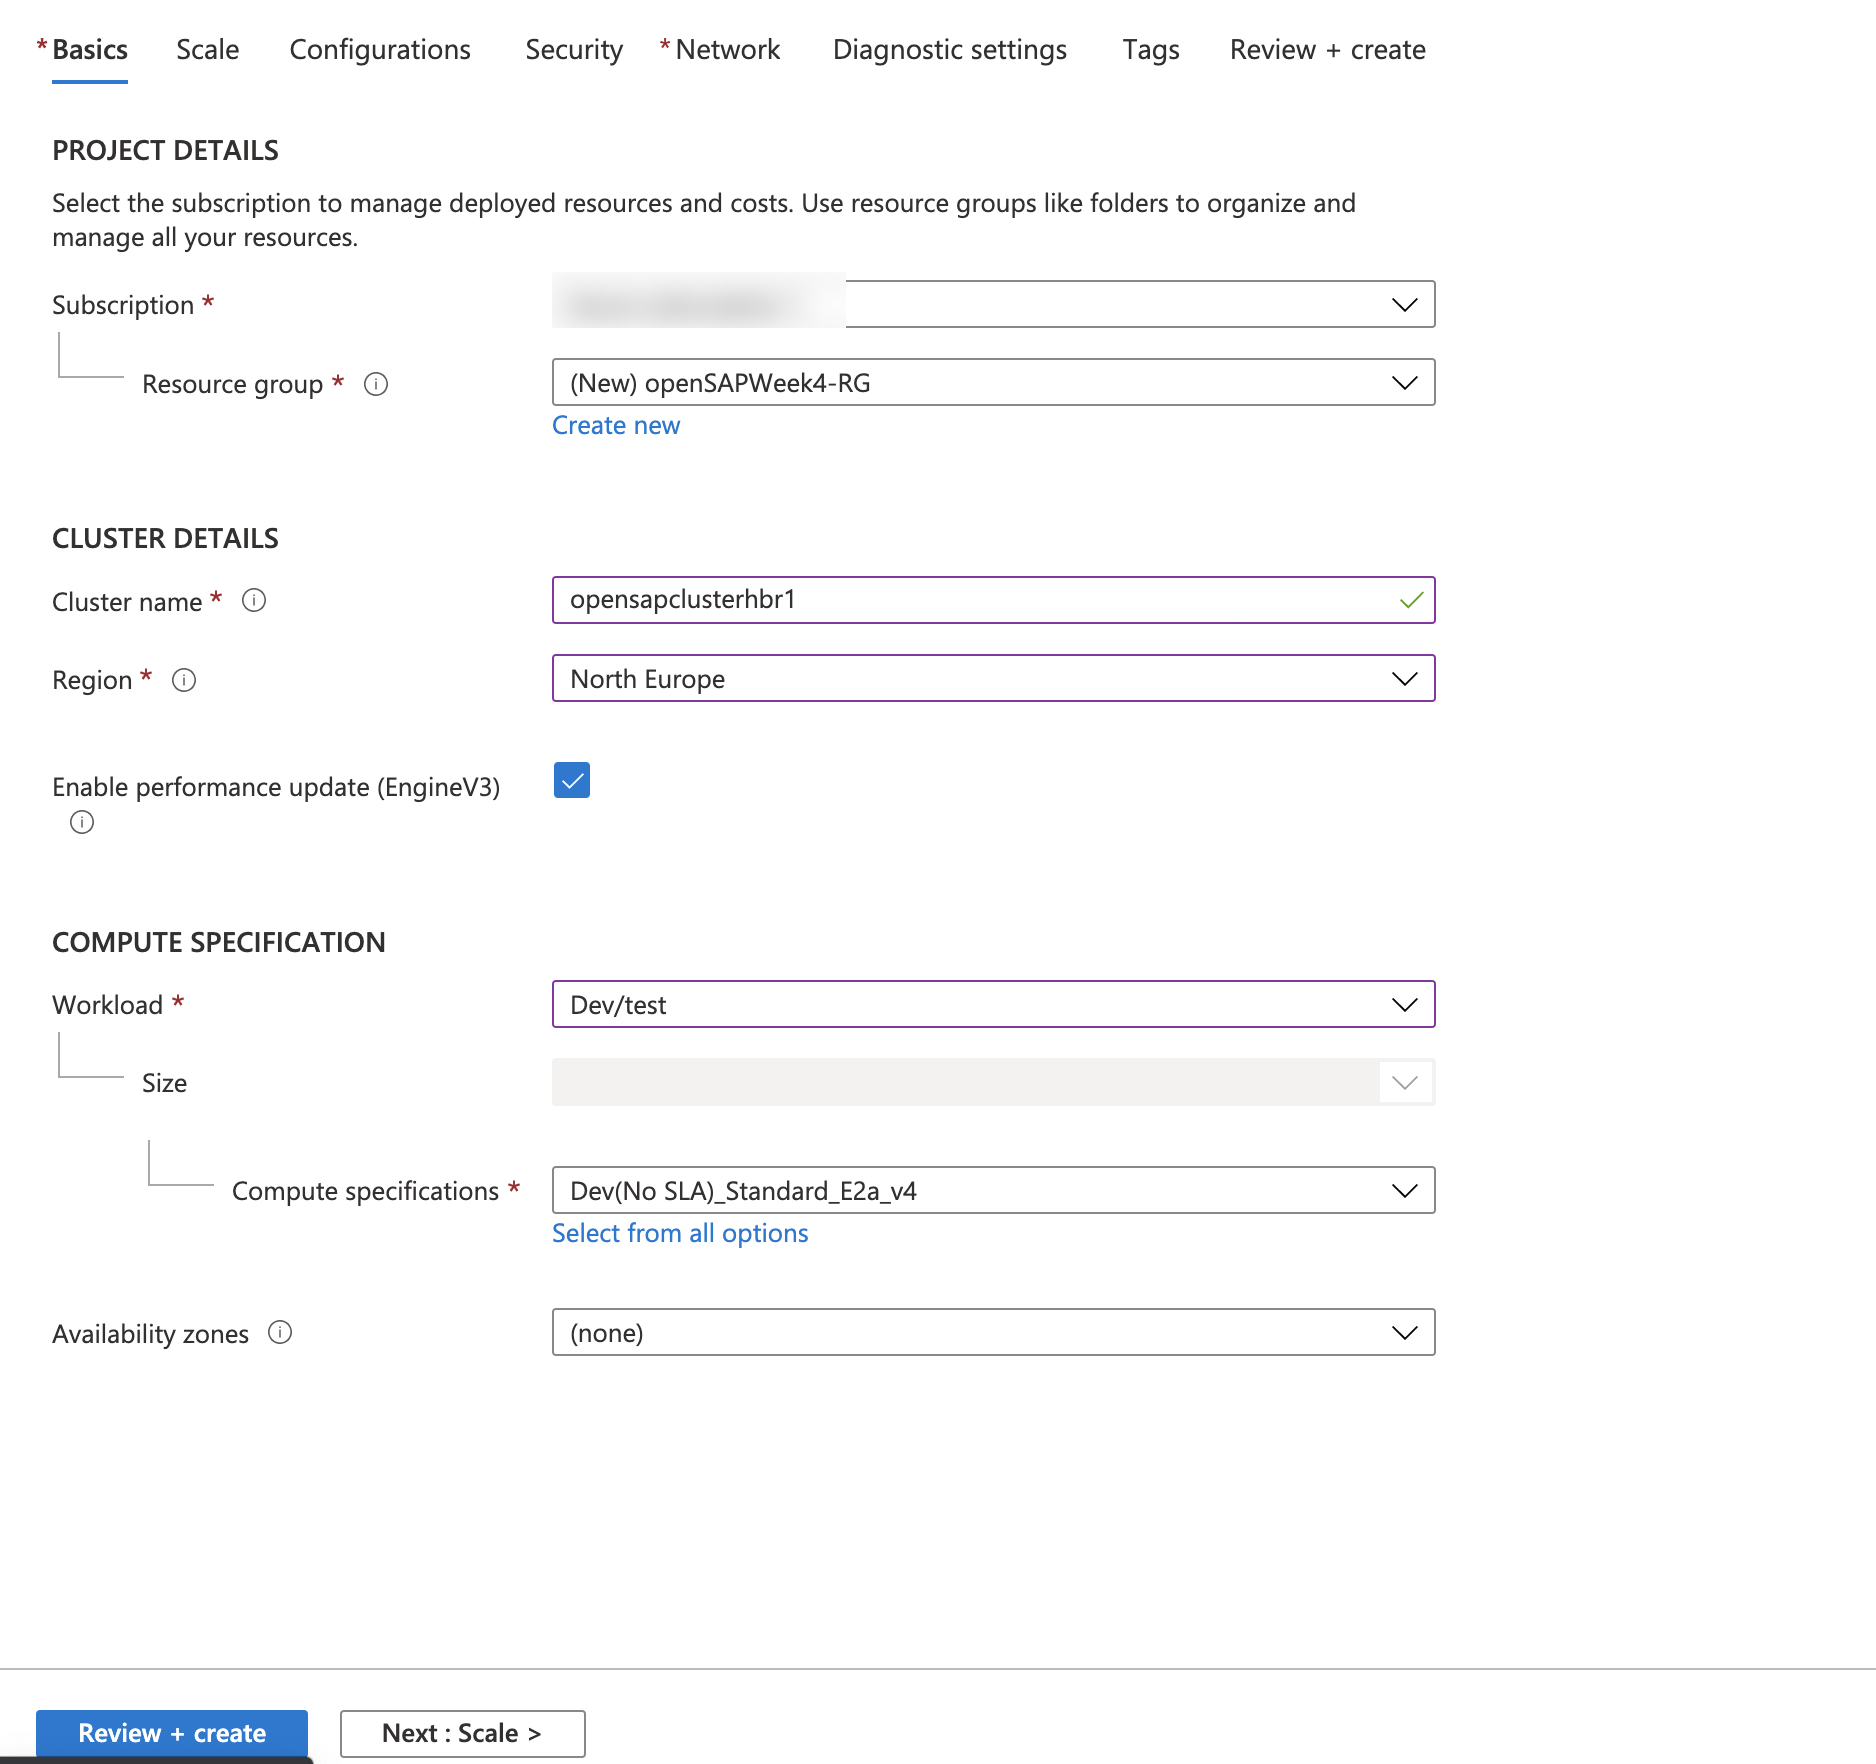 * Basics Scale Configurations Security * Network Diagnostic settings Tags Review + create
PROJECT DETAILS
Select the subscription to manage deployed resources and costs. Use resource groups like folders to organize and
manage all your resources.
Subscription *
Resource group * (New) openSAPWeek4-RG
Create new
CLUSTER DETAILS
Cluster name * opensapclusterhbr1
Region * North Europe
Enable performance update (EngineV3)
COMPUTE SPECIFICATION
Workload * Dev/test
Size
Compute specifications * Dev(No SLA)_Standard_E2a_v4
Select from all options
Availability zones (none)
Review + create Next : Scale >